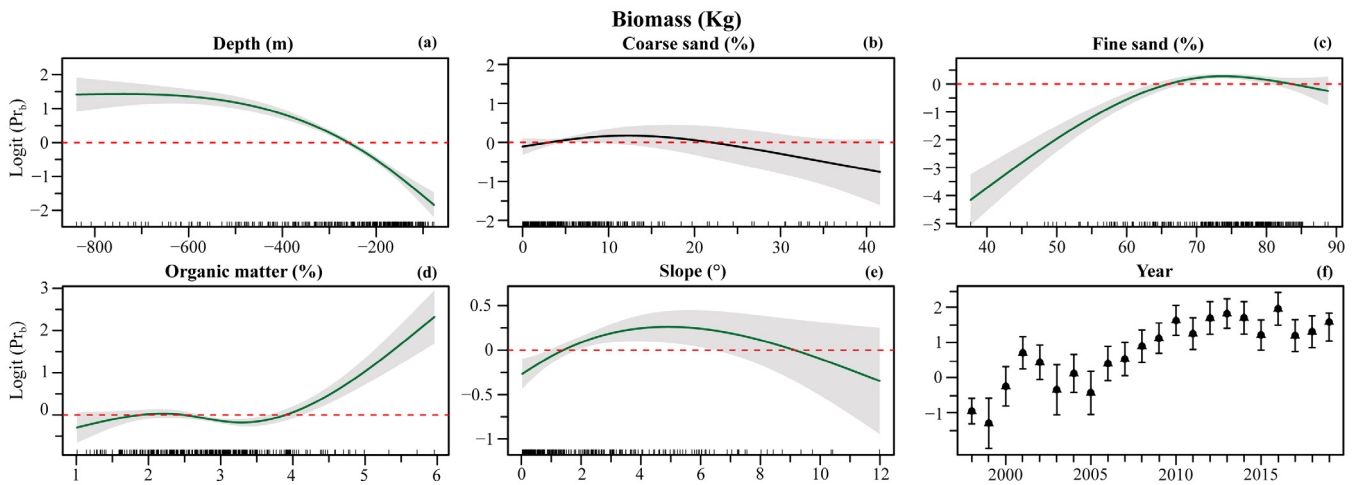 Biomass (Kg)
Depth (m) (a) Coarse sand (%) (b) Fine sand (%) (c)
Logit (Pr_b)
2
1
0
−1
−2
−800 −600 −400 −200
2
1
0
−1
−2
0 10 20 30 40
0
−1
−2
−3
−4
−5
40 50 60 70 80 90
Organic matter (%) (d) Slope (°) (e) Year (f)
Logit (Pr_b)
3
2
1
0
1 2 3 4 5 6
0.5
0
−0.5
−1
0 2 4 6 8 10 12
2
1
0
−1
2000 2005 2010 2015